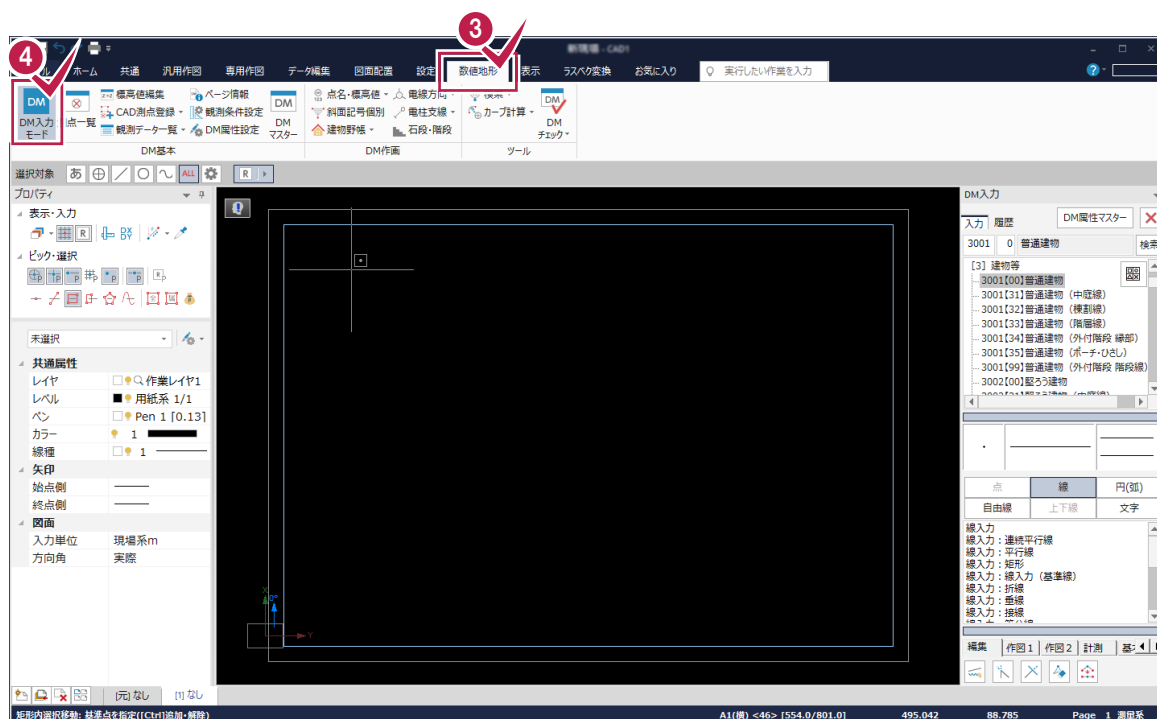 3
4
- CAD1
ホーム 共通 汎用作図 専用作図 データ編集 図面配置 設定 数値地形 表示 ラスベク変換 お気に入り 実行したい作業を入力
DM
DM入力
モード
点一覧
標高値編集
CAD測点登録
観測データ一覧
ページ情報
観測条件設定
DM属性設定
DM
DM
マスター
点名・標高値
斜面記号個別
建物野帳
電線方向
電柱支線
石段・階段
検索
カーブ計算
DM
DM
チェック
DM基本 DM作画 ツール
選択対象 あ ALL R
プロパティ
表示・入力
R DX DY
ピック・選択
未選択
共通属性
レイヤ 作業レイヤ1
レベル 用紙系 1/1
ペン Pen 1 [0.13]
カラー 1
線種 1
矢印
始点側
終点側
図面
入力単位 現場系m
方向角 実際
X
0°
Y
DM入力
入力 履歴 DM属性マスター
3001 0 普通建物 検索
[3] 建物等
3001【00】普通建物
3001【31】普通建物（中庭線）
3001【32】普通建物（棟割線）
3001【33】普通建物（階層線）
3001【34】普通建物（外付階段 縁部）
3001【35】普通建物（ポーチ・ひさし）
3001【99】普通建物（外付階段 階段線）
3002【00】堅ろう建物
点 線 円(弧)
自由線 上下線 文字
線入力
線入力：連続平行線
線入力：平行線
線入力：矩形
線入力：線入力（基準線）
線入力：折線
線入力：垂線
線入力：接線
編集 作図1 作図2 計測
[元] なし [1] なし
矩形内選択移動: 基準点を指定([Ctrl]追加・解除) A1(横) <46> [554.0/801.0] 495.042 88.785 Page 1 測量系